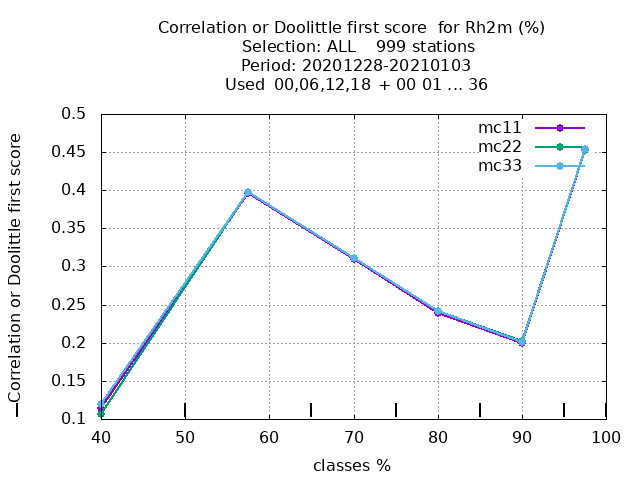 Correlation or Doolittle first score  for Rh2m (%)
Selection: ALL    999 stations
Period: 20201228-20210103
Used  00,06,12,18 + 00 01 ... 36
mc11
mc22
mc33
Correlation or Doolittle first score
0.5
0.45
0.4
0.35
0.3
0.25
0.2
0.15
0.1
40 50 60 70 80 90 100
classes %